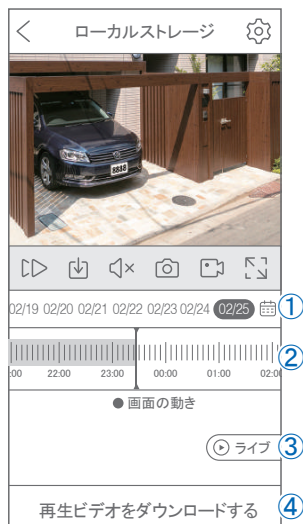 ローカルストレージ
8838
02/19 02/20 02/21 02/22 02/23 02/24 02/25 ①
②
:00 22:00 23:00 00:00 01:00 02:0
●画面の動き
ライブ ③
再生ビデオをダウンロードする ④